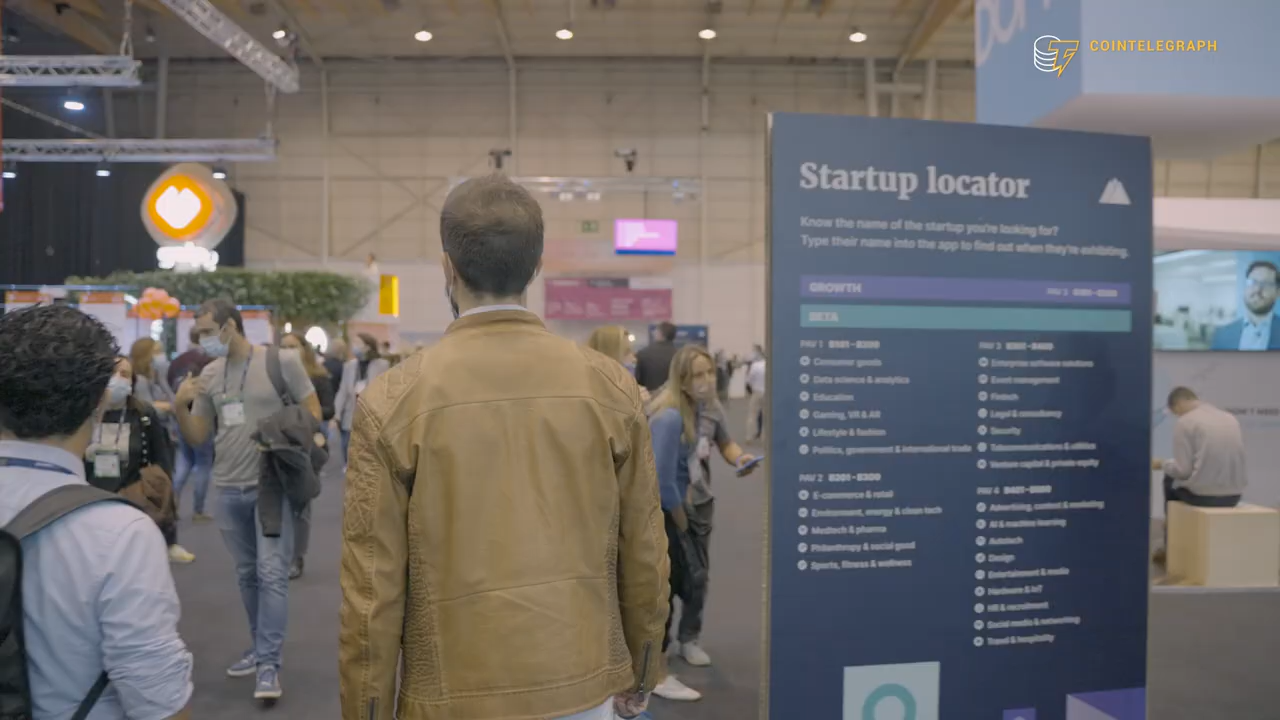 COINTELEGRAPH
Startup locator
Know the name of the startup you're looking for?
Type their name into the app to find out when they're exhibiting.
GROWTH
BETA
PAV 1
Consumer goods
Data science & analytics
Education
Gaming, VR & AR
Lifestyle & fashion
Politics, government & international trade
PAV 2 B201-B300
E-commerce & retail
Environment, energy & clean tech
Medtech & pharma
Philanthropy & social good
Sports, fitness & wellness
PAV 3
Enterprise software solutions
Event management
Fintech
Legal & consultancy
Security
Telecommunications & utilities
Venture capital & private equity
PAV 4
Advertising, content & marketing
AI & machine learning
Autotech
Design
Entertainment & media
Hardware & IoT
HR & recruitment
Social media & networking
Travel & hospitality